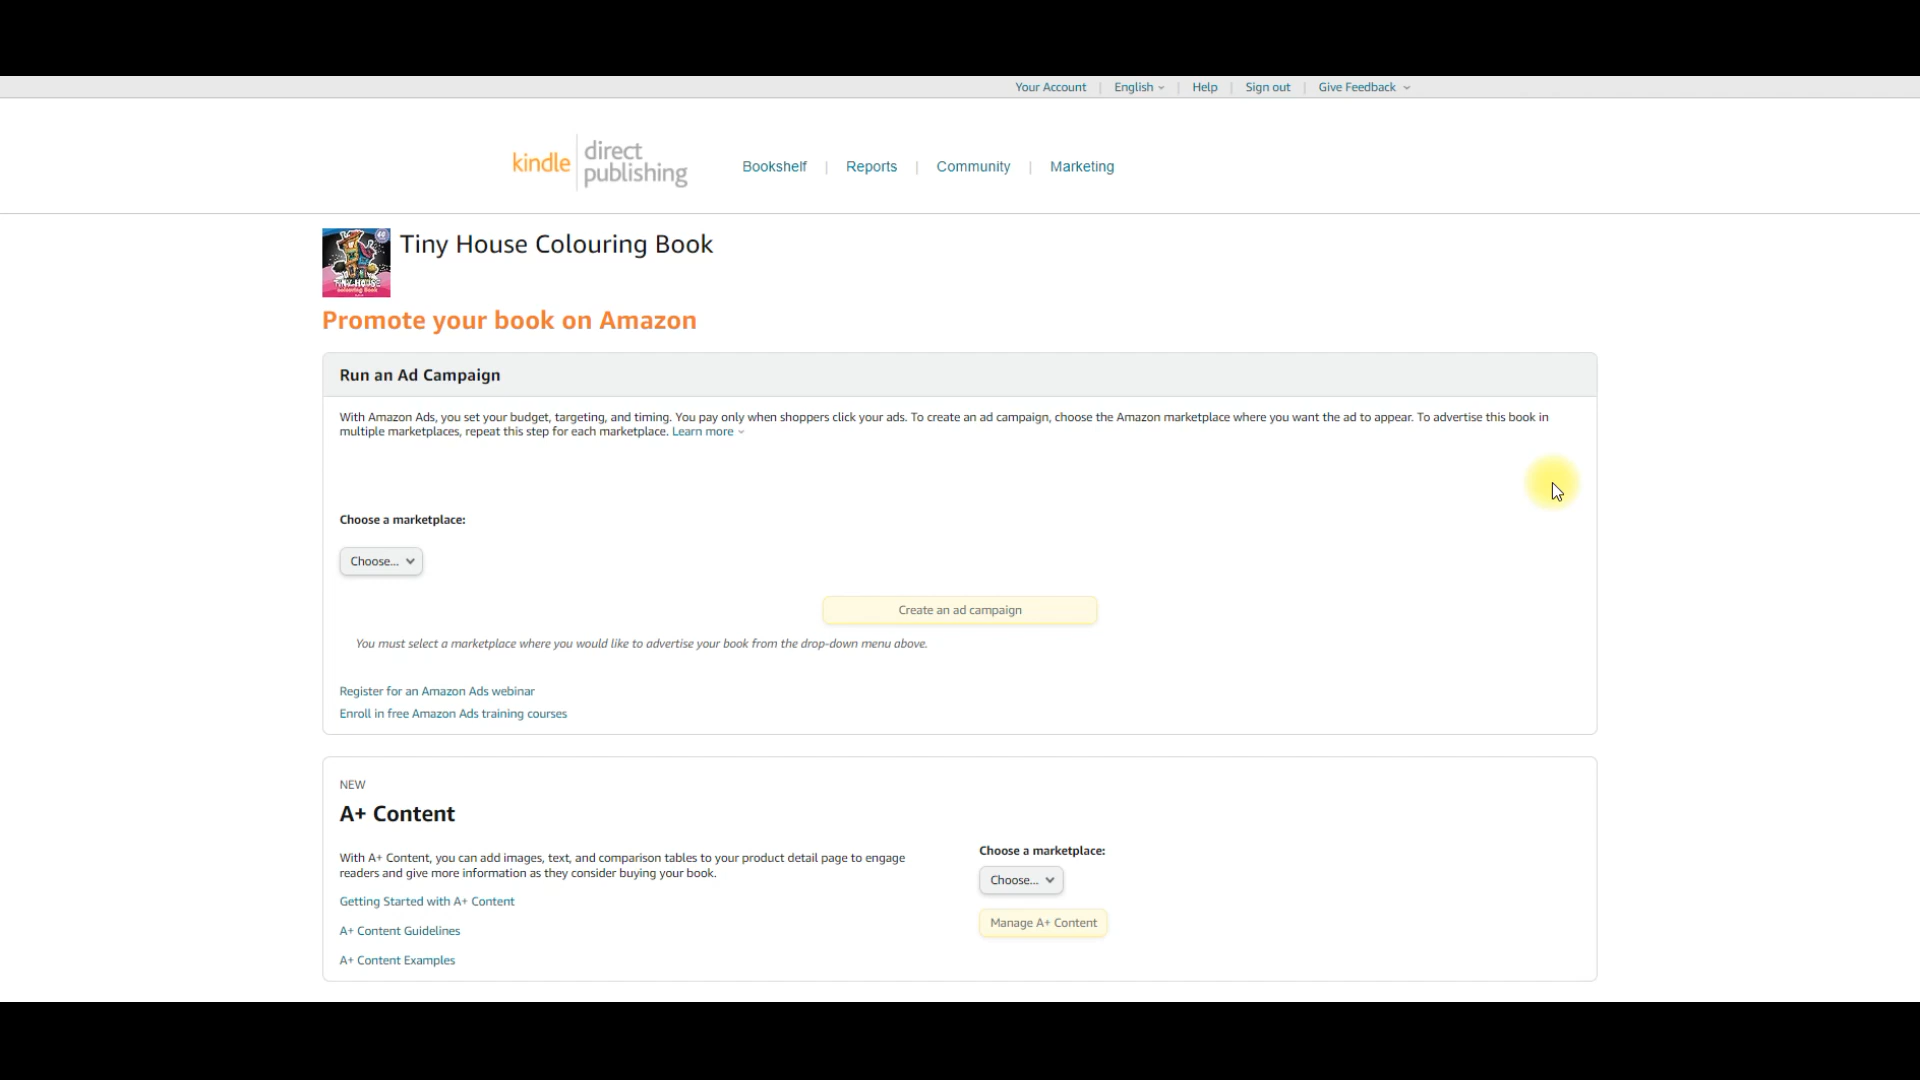 Your Account
English
Help
Sign out
Give Feedback
kindle direct publishing
Bookshelf
Reports
Community
Marketing
TINY HOUSE
Colouring Book
Tiny House Colouring Book
Promote your book on Amazon
Run an Ad Campaign
With Amazon Ads, you set your budget, targeting, and timing. You pay only when shoppers click your ads. To create an ad campaign, choose the Amazon marketplace where you want the ad to appear. To advertise this book in
multiple marketplaces, repeat this step for each marketplace. Learn more
Choose a marketplace:
Choose...
Create an ad campaign
You must select a marketplace where you would like to advertise your book from the drop-down menu above.
Register for an Amazon Ads webinar
Enroll in free Amazon Ads training courses
NEW
A+ Content
With A+ Content, you can add images, text, and comparison tables to your product detail page to engage
readers and give more information as they consider buying your book.
Getting Started with A+ Content
A+ Content Guidelines
A+ Content Examples
Choose a marketplace:
Choose...
Manage A+ Content